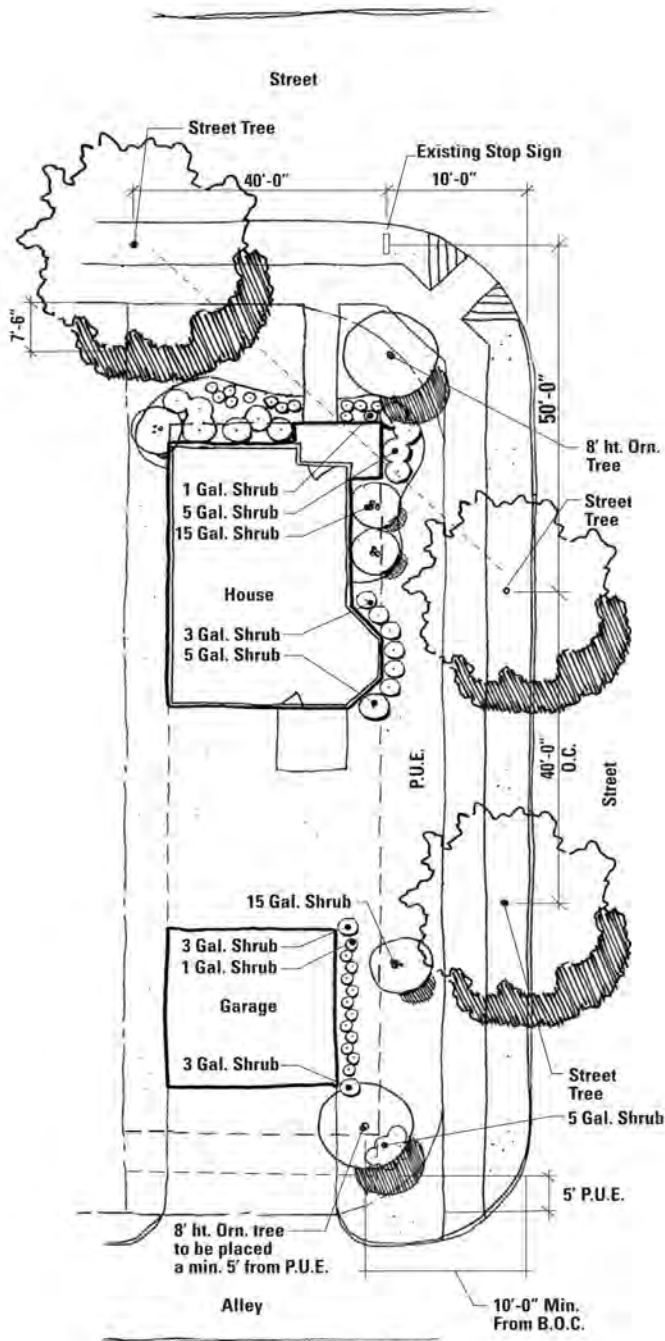 Street
Street Tree
Existing Stop Sign
40'-0"
10'-0"
7'-6"
50'-0"
8' ht. Orn.
Tree
1 Gal. Shrub
5 Gal. Shrub
15 Gal. Shrub
Street
Tree
House
3 Gal. Shrub
5 Gal. Shrub
P.U.E.
40'-0"
O.C.
Street
15 Gal. Shrub
3 Gal. Shrub
1 Gal. Shrub
Garage
3 Gal. Shrub
Street
Tree
5 Gal. Shrub
5' P.U.E.
8' ht. Orn. tree
to be placed
a min. 5' from P.U.E.
Alley
10'-0" Min.
From B.O.C.